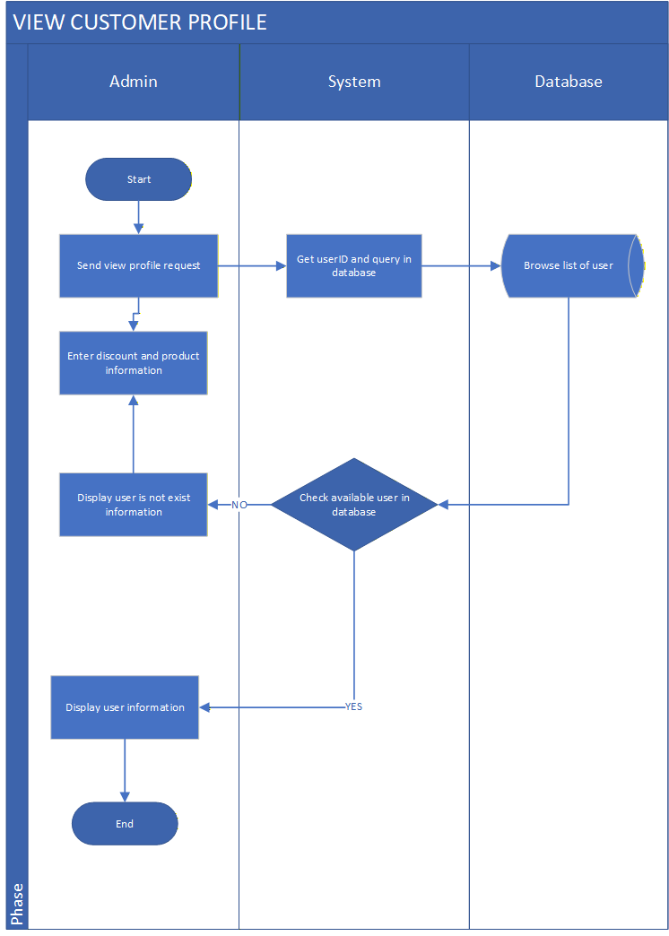 VIEW CUSTOMER PROFILE
Admin
System
Database
Start
Send view profile request
Get userID and query in
database
Browse list of user
Enter discount and product
information
Display user is not exist
information
NO
Check available user in
database
Display user information
YES
End
Phase